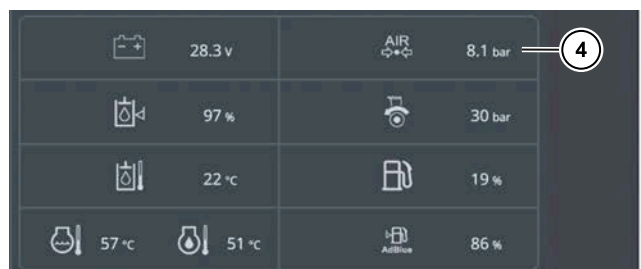 28.3 v AIR 8.1 bar 4
97 % 30 bar
22 °C 19 %
57 °C 51 °C AdBlue 86 %